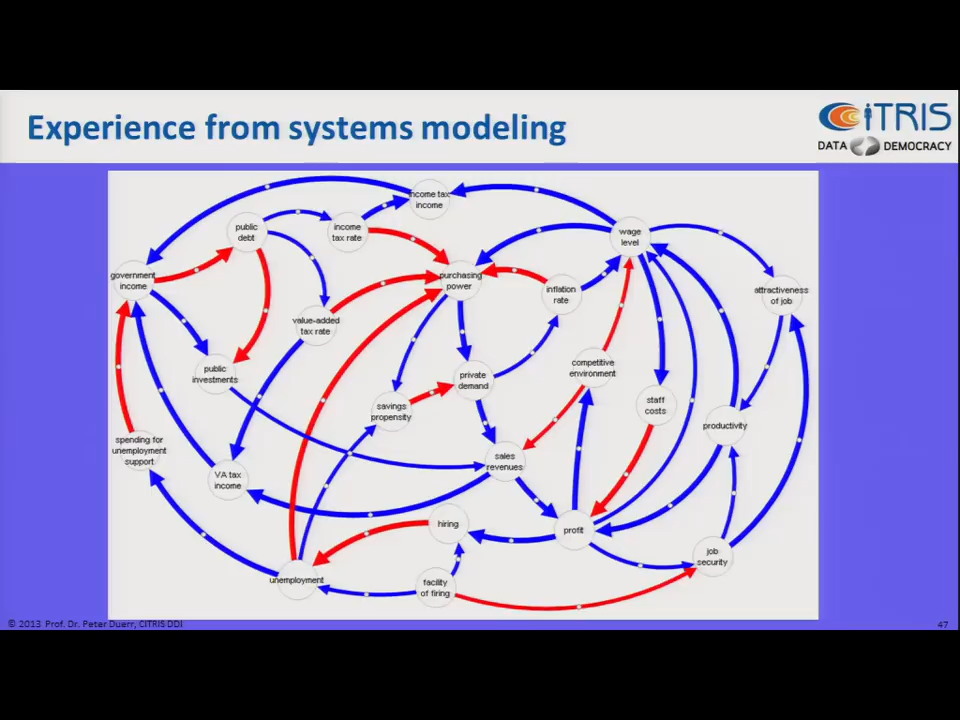 Experience from systems modeling
CiTRIS
DATA DEMOCRACY
income tax
income
public
debt
income
tax rate
wage
level
government
income
purchasing
power
inflation
rate
attractiveness
of job
value-added
tax rate
public
investments
private
demand
competitive
environment
savings
propensity
staff
costs
productivity
spending for
unemployment
support
VA tax
income
sales
revenues
hiring
profit
job
security
unemployment
facility
of firing
© 2013 Prof. Dr. Peter Duerr, CITRIS DDI
47